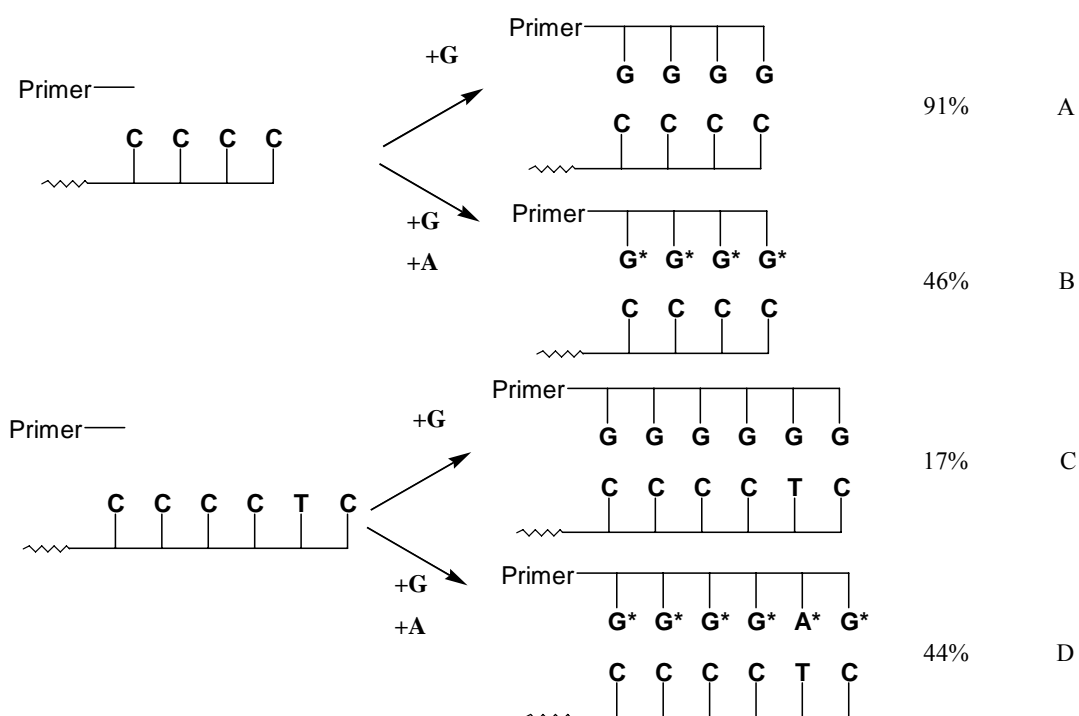 Primer
C C C C
+G
Primer
G G G G
C C C C
91% A
+G
+A
Primer
G* G* G* G*
C C C C
46% B
Primer
C C C C T C
+G
Primer
G G G G G G
C C C C T C
17% C
+G
+A
Primer
G* G* G* G* A* G*
C C C C T C
44% D